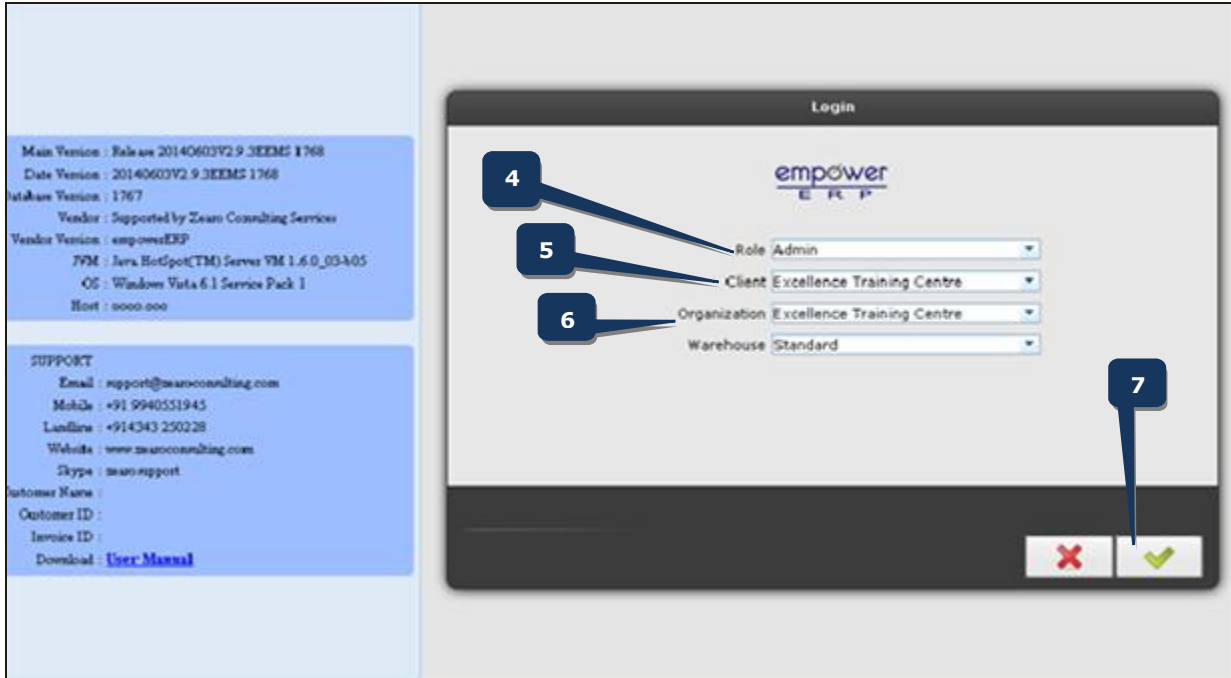 Main Version : Release 20140603V2.9.3EEMS 1768
Date Version : 20140603V2.9.3EEMS 1768
atabase Version : 1767
Vendor : Supported by Zearo Consulting Services
Vendor Version : empowerERP
JVM : Java HotSpot(TM) Server VM 1.6.0_03-b05
OS : Windows Vista 6.1 Service Pack 1
Host :
SUPPORT
Email : support@zearoconsulting.com
Mobile : +91 9940551945
Landline : +914343 250228
Website : www.zearoconsulting.com
Skype : zearo.support
ustomer Name :
Customer ID :
Invoice ID :
Download : User Manual
Login
empower
ERP
4
Role Admin
5
Client Excellence Training Centre
6
Organization Excellence Training Centre
Warehouse Standard
7